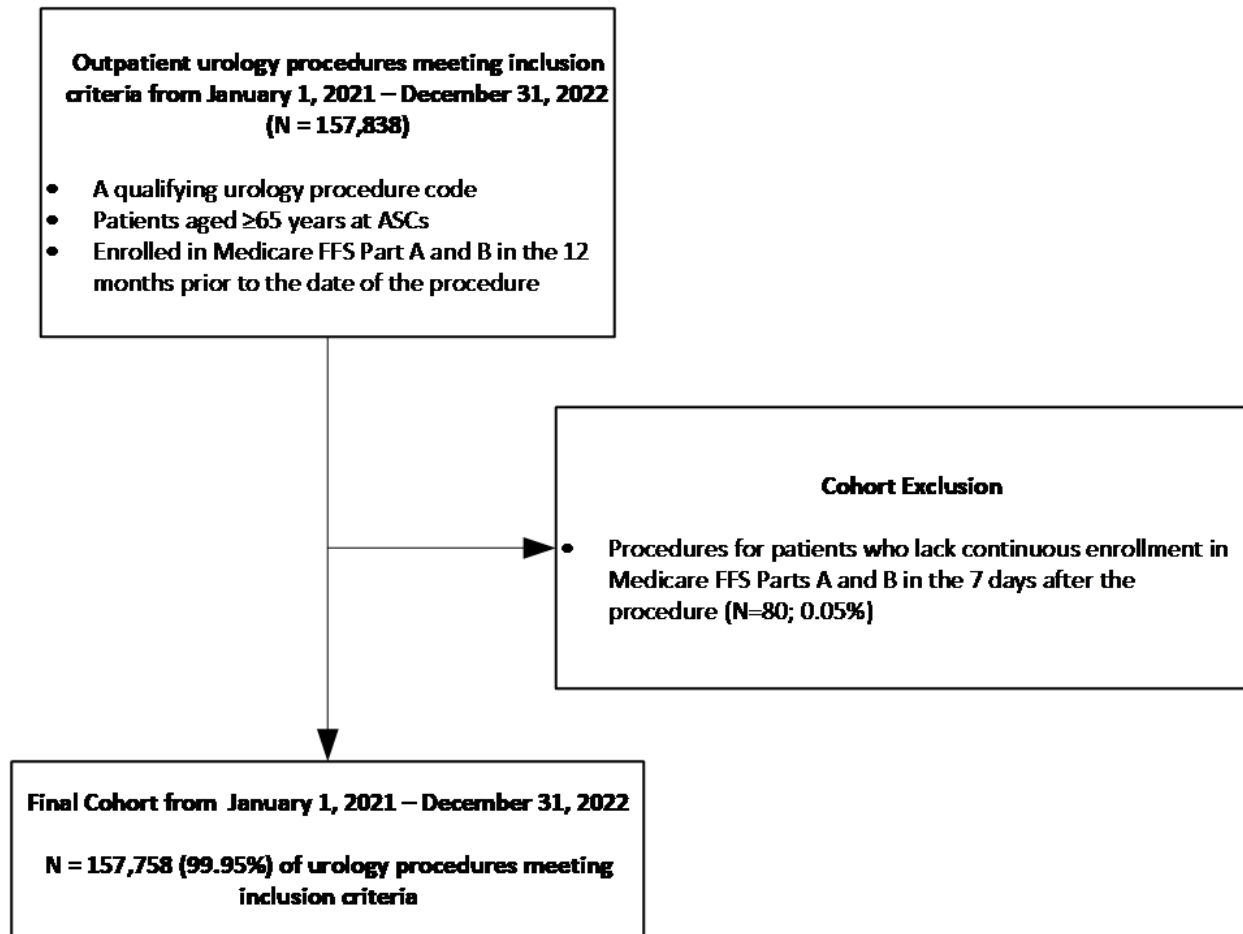 Outpatient urology procedures meeting inclusion
criteria from January 1, 2021 – December 31, 2022
(N = 157,838)
• A qualifying urology procedure code
• Patients aged ≥65 years at ASCs
• Enrolled in Medicare FFS Part A and B in the 12
months prior to the date of the procedure
Cohort Exclusion
• Procedures for patients who lack continuous enrollment in
Medicare FFS Parts A and B in the 7 days after the
procedure (N=80; 0.05%)
Final Cohort from January 1, 2021 – December 31, 2022
N = 157,758 (99.95%) of urology procedures meeting
inclusion criteria